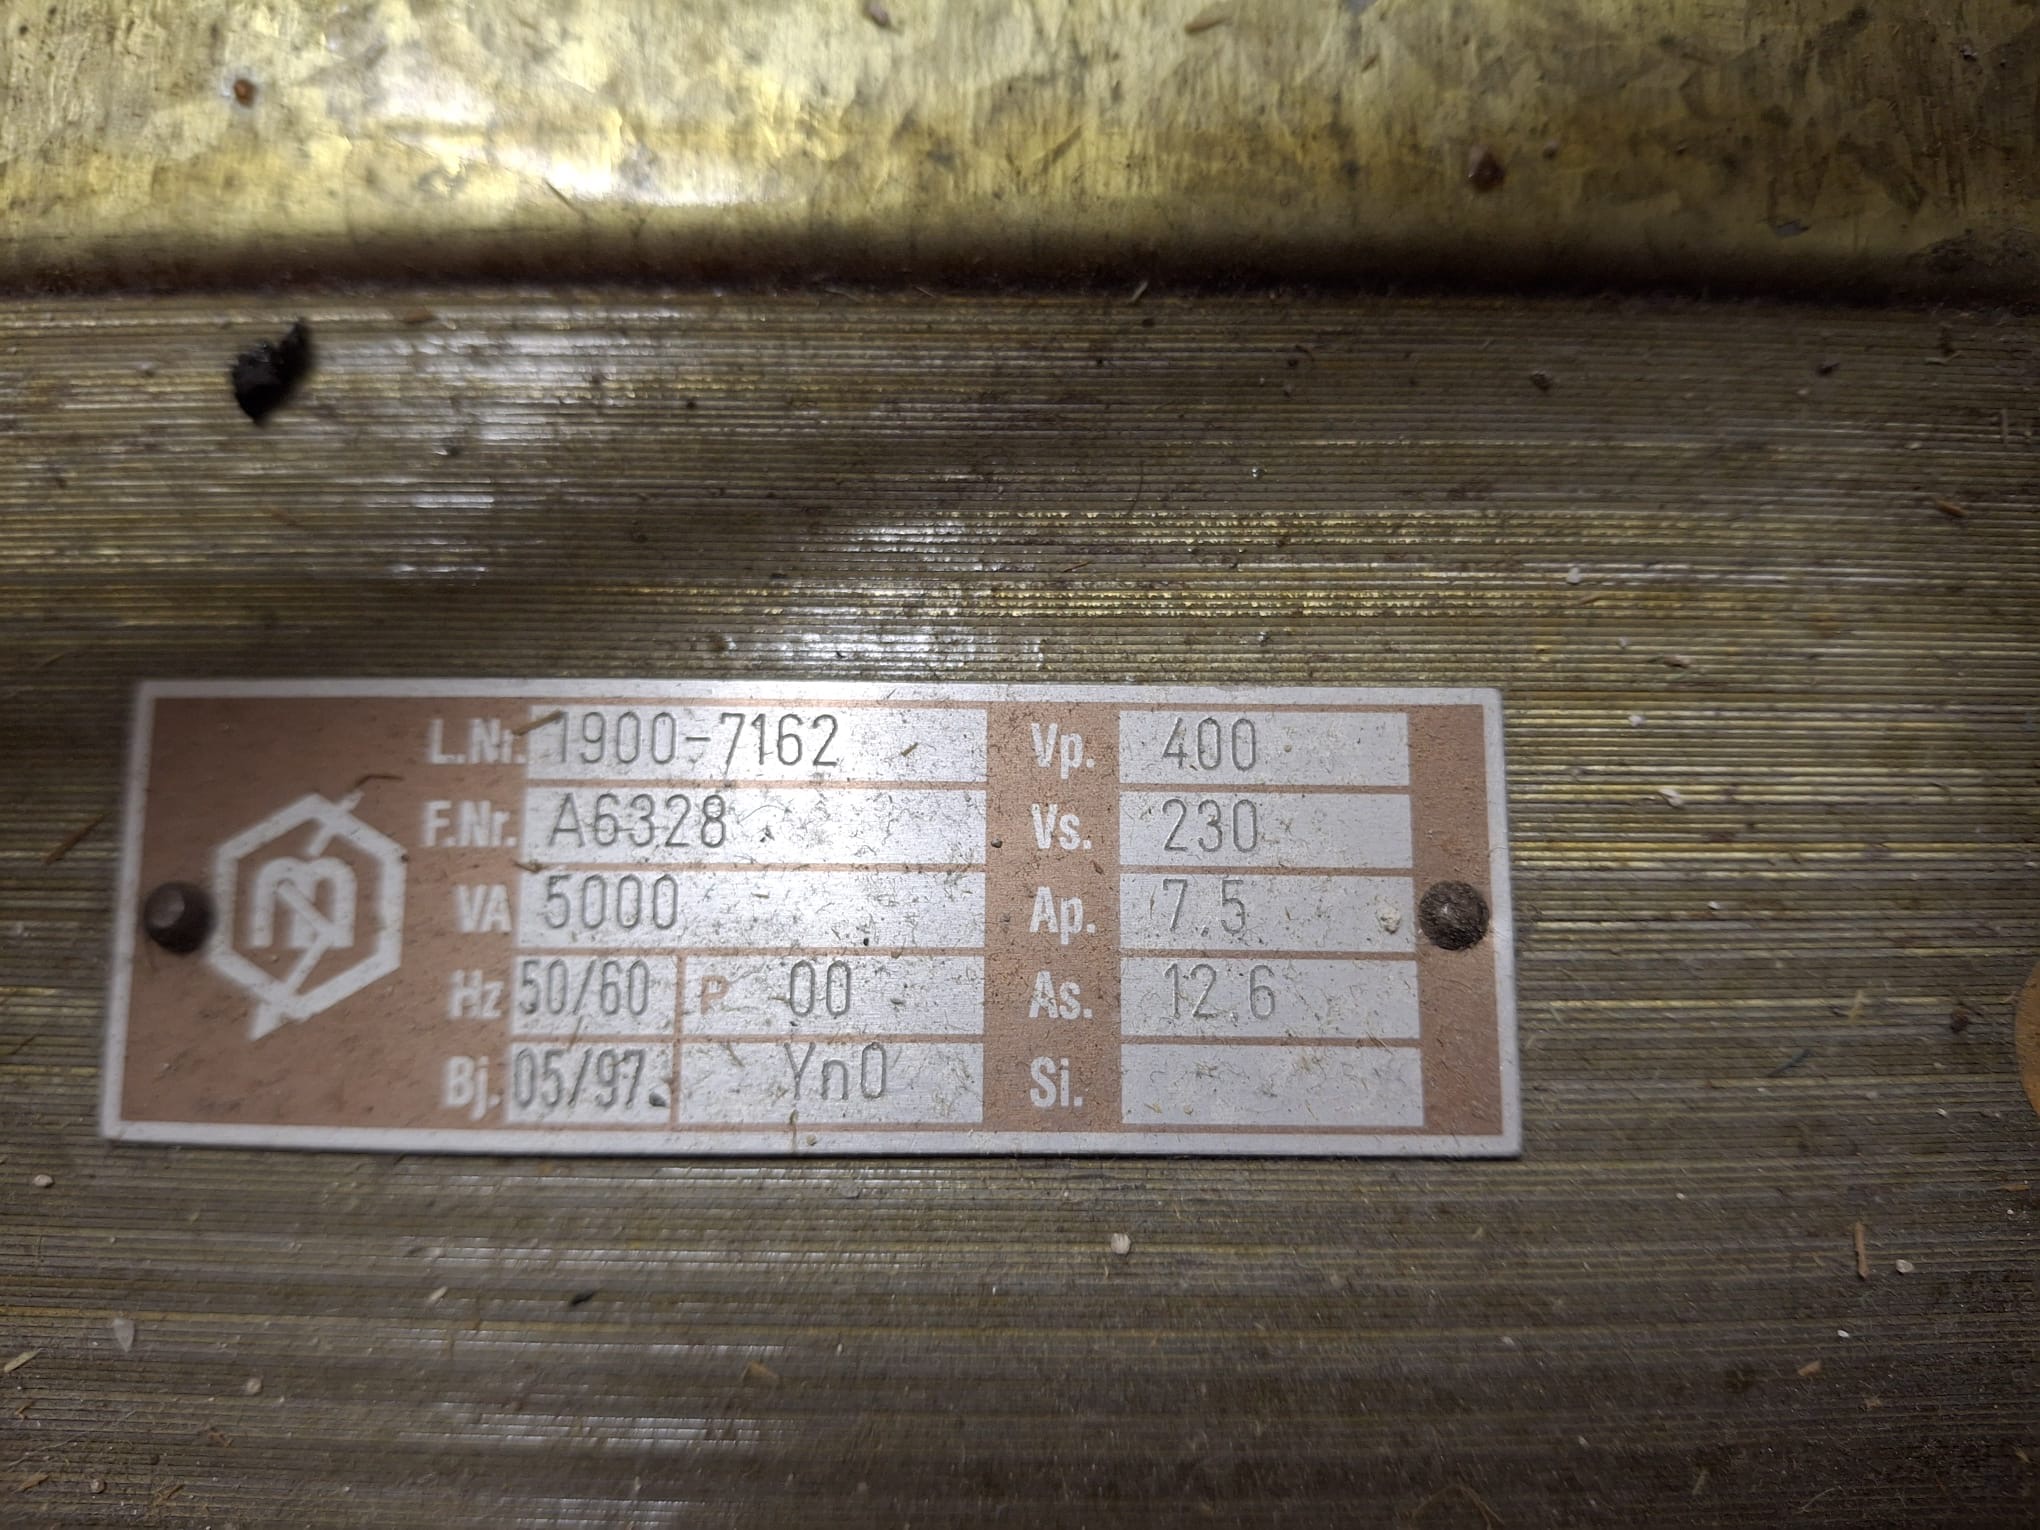 L.Nr. 1900-7162 Vp. 400
F.Nr. A6328 Vs. 230
VA 5000 Ap. 7.5
Hz 50/60 P 00 As. 12.6
Bj. 05/97 Yn0 Si.